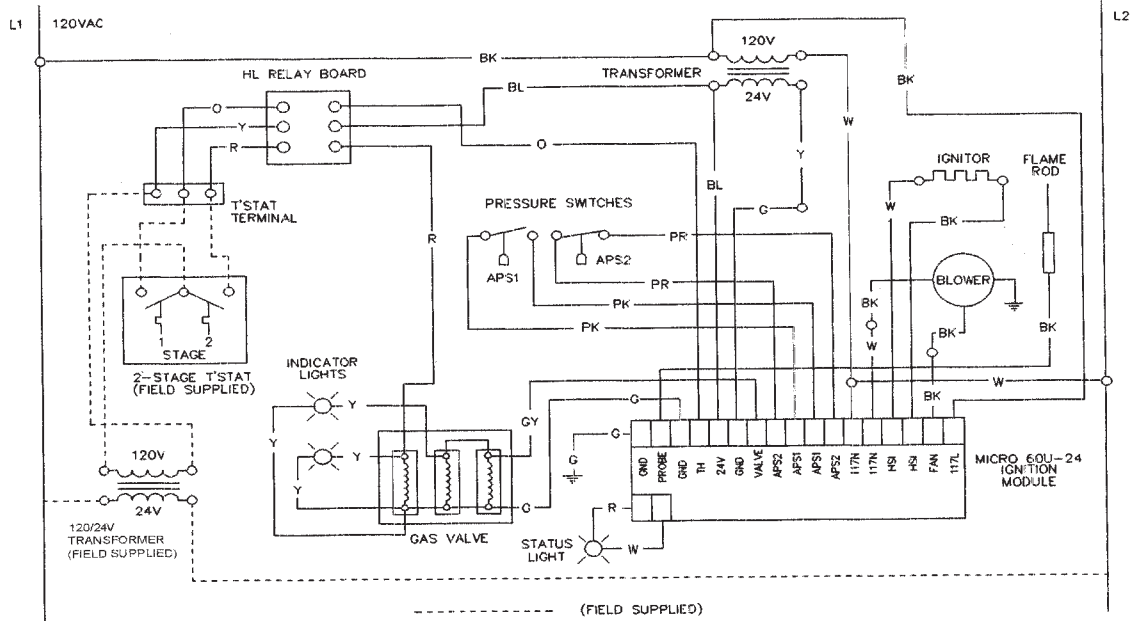 L1
120VAC
L2
BK
120V
HL RELAY BOARD
TRANSFORMER
24V
BL
BK
O
W
Y
O
R
Y
IGNITOR
FLAME
ROD
BL
T'STAT
TERMINAL
PRESSURE SWITCHES
W
G
BK
R
PR
APS1
APS2
BLOWER
PR
BK
PK
PK
BK
BK
W
1
2
STAGE
2-STAGE T'STAT
(FIELD SUPPLIED)
INDICATOR
LIGHTS
W
Y
G
GY
BK
Y
G
Y
Y
G
GND
PROBE
GND
TH
24V
GND
VALVE
APS2
APS1
APS1
APS2
117N
117N
HSI
HSI
FAN
117L
MICRO 60U-24
IGNITION
MODULE
120V
G
24V
GAS VALVE
R
120/24V
TRANSFORMER
(FIELD SUPPLIED)
STATUS
LIGHT
W
(FIELD SUPPLIED)